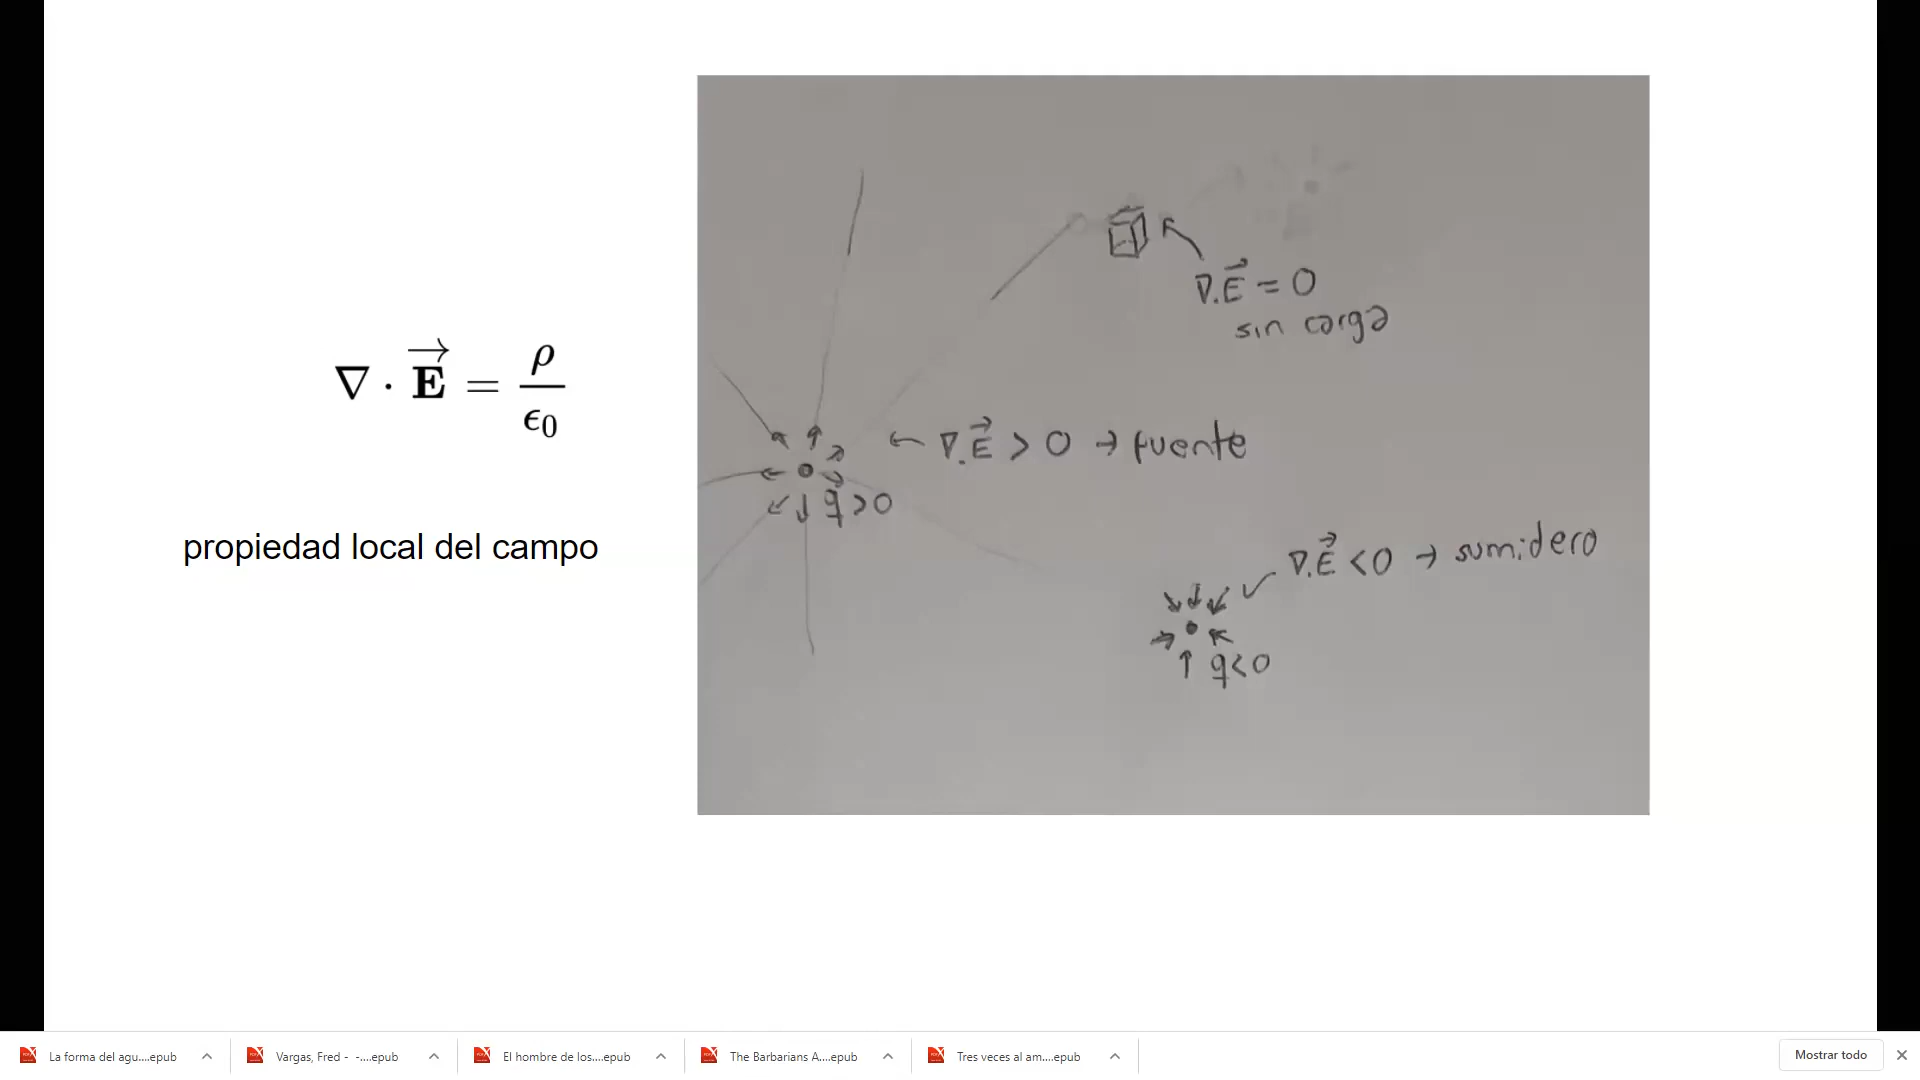 ∇ · E⃗ = ρ/ϵ₀
propiedad local del campo
∇.E⃗ = 0
sin carga
∇.E⃗ > 0 → fuente
q>0
∇.E⃗ <0 → sumidero
q<0
La forma del agu....epub
Vargas, Fred - -....epub
El hombre de los....epub
The Barbarians A....epub
Tres veces al am....epub
Mostrar todo